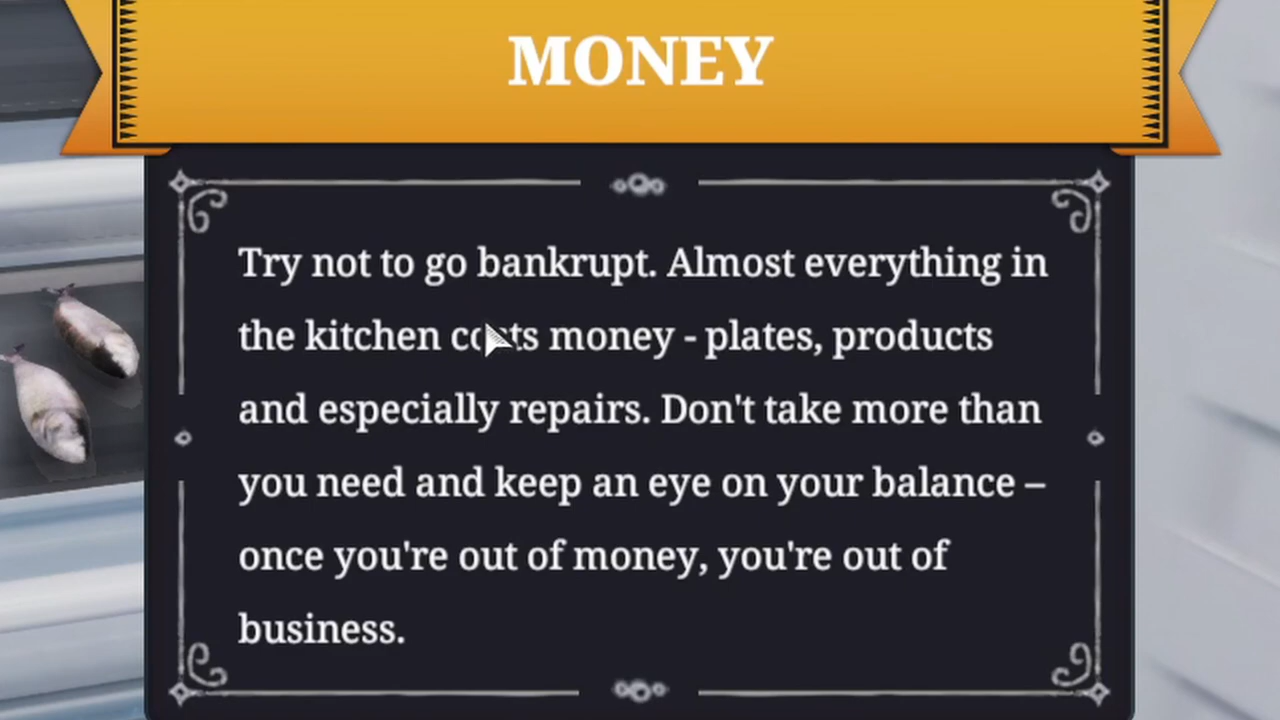 MONEY
Try not to go bankrupt. Almost everything in
the kitchen costs money - plates, products
and especially repairs. Don't take more than
you need and keep an eye on your balance –
once you're out of money, you're out of
business.